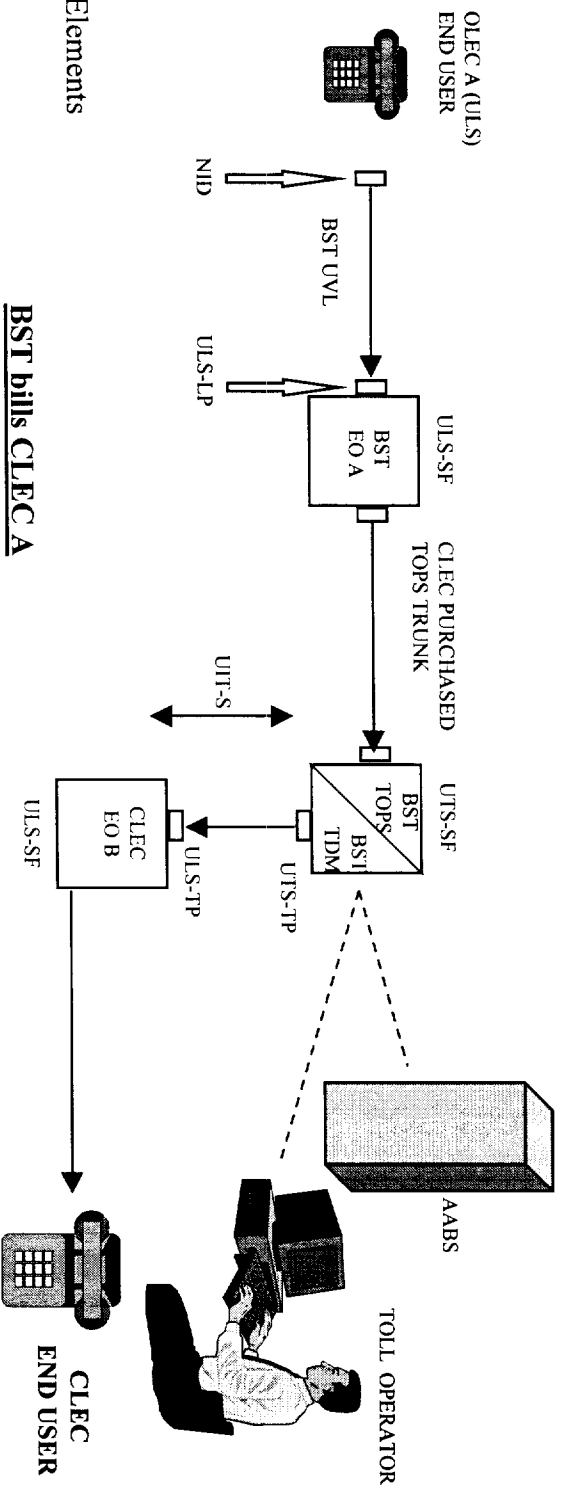 OLEC A (ULS)
END USER
NID
BST UVL
ULS-LP
ULS-SF
BST
EO A
CLEC PURCHASED
TOPS TRUNK
UTS-SF
BST
TOPS
BST
TDM
UTS-TP
UIT-S
ULS-TP
CLEC
EO B
ULS-SF
AABS
TOLL OPERATOR
CLEC
END USER
Elements
BST bills CLEC A